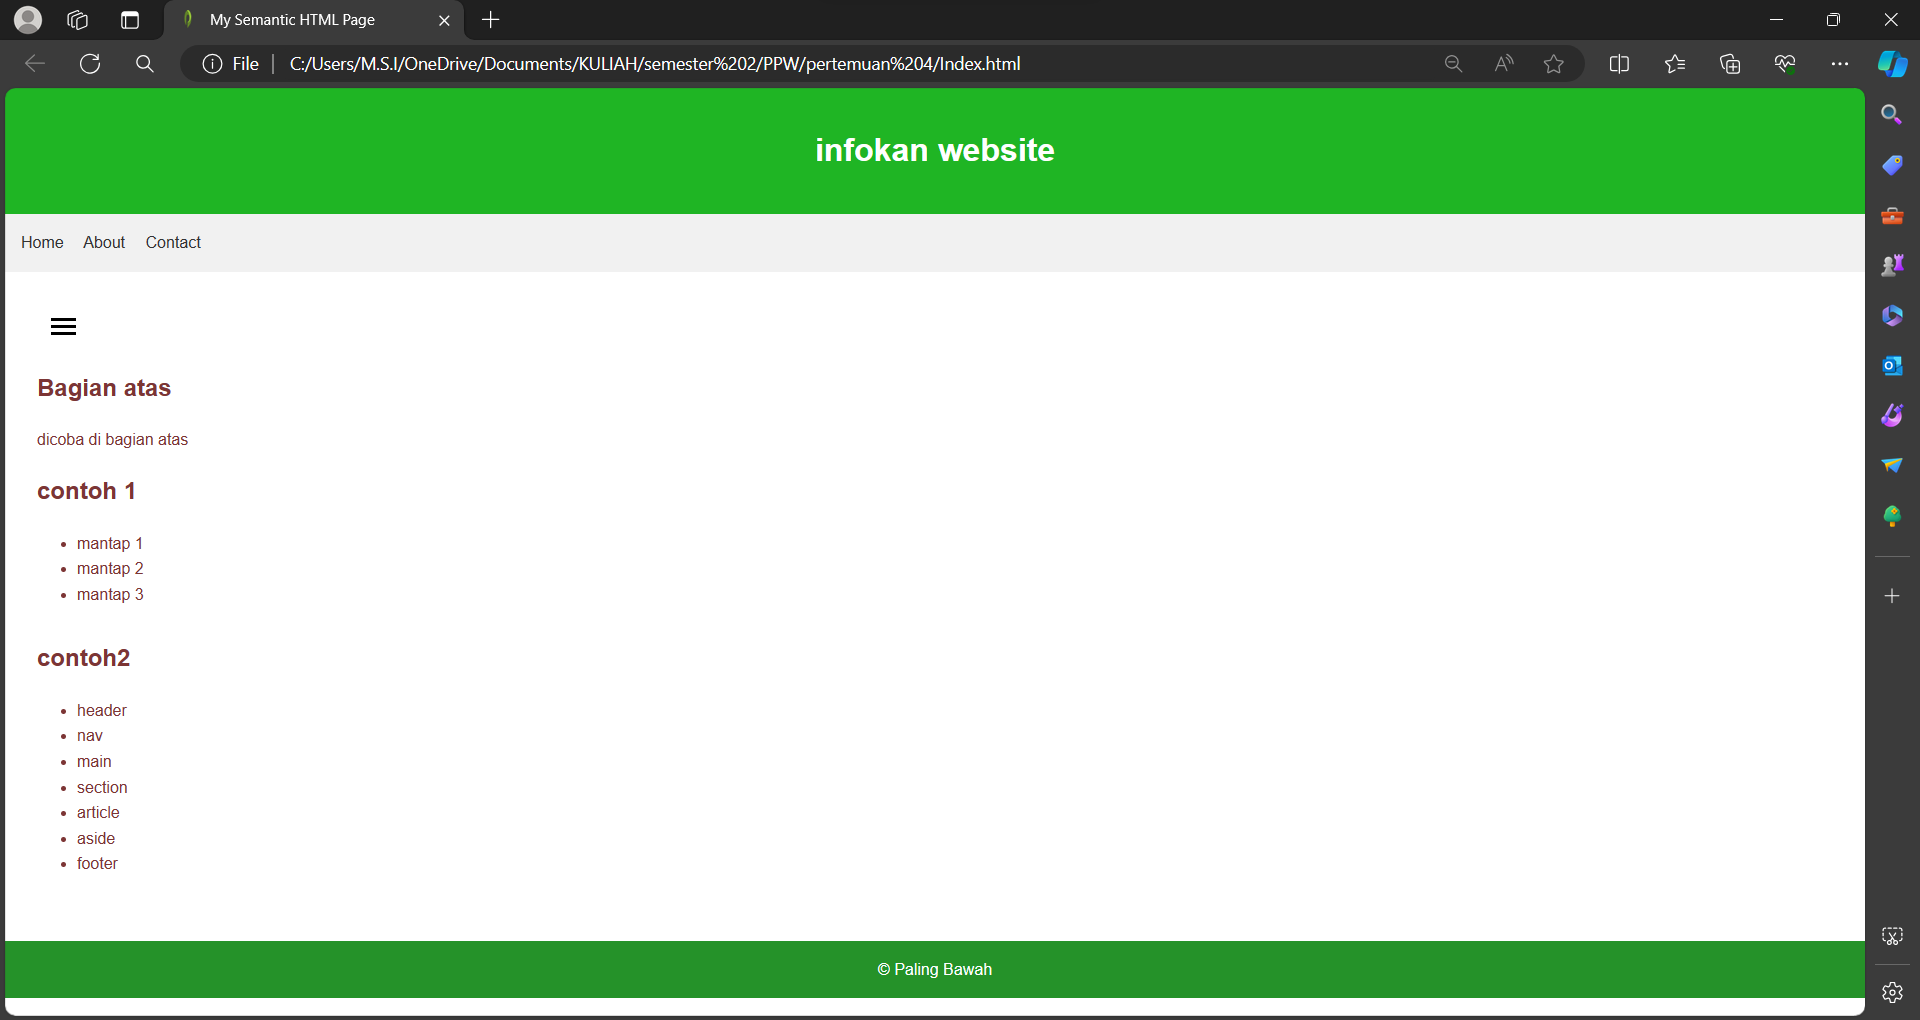 My Semantic HTML Page
File C:/Users/M.S.I/OneDrive/Documents/KULIAH/semester%202/PPW/pertemuan%204/Index.html
infokan website
Home About Contact
Bagian atas
dicoba di bagian atas
contoh 1
mantap 1
mantap 2
mantap 3
contoh2
header
nav
main
section
article
aside
footer
© Paling Bawah